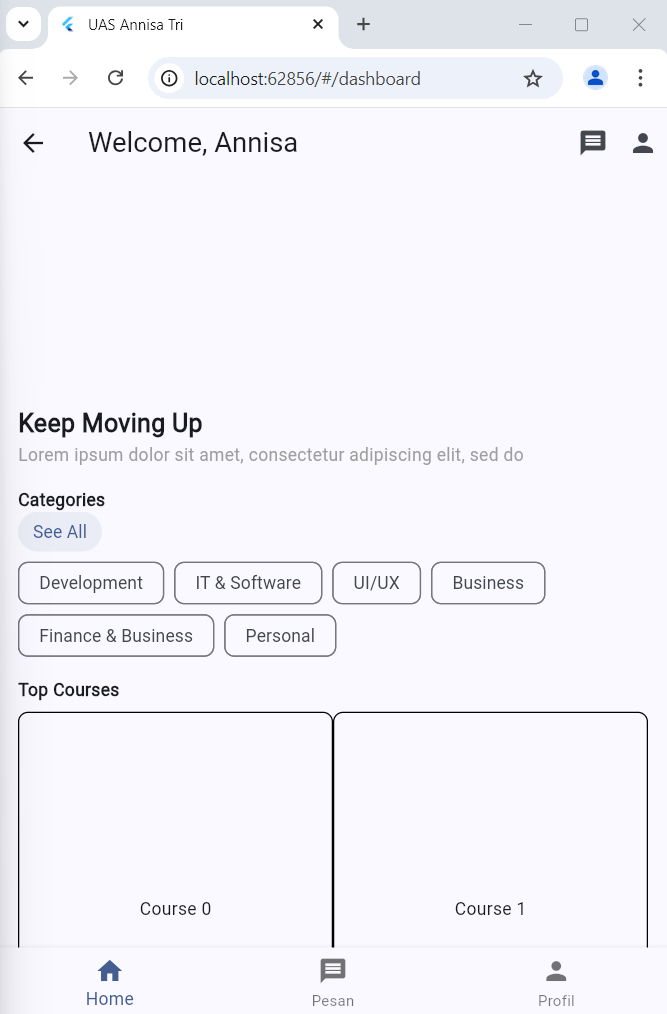 UAS Annisa Tri
localhost:62856/#/dashboard
Welcome, Annisa
Keep Moving Up
Lorem ipsum dolor sit amet, consectetur adipiscing elit, sed do
Categories
See All
Development IT & Software UI/UX Business
Finance & Business Personal
Top Courses
Course 0 Course 1
Home Pesan Profil